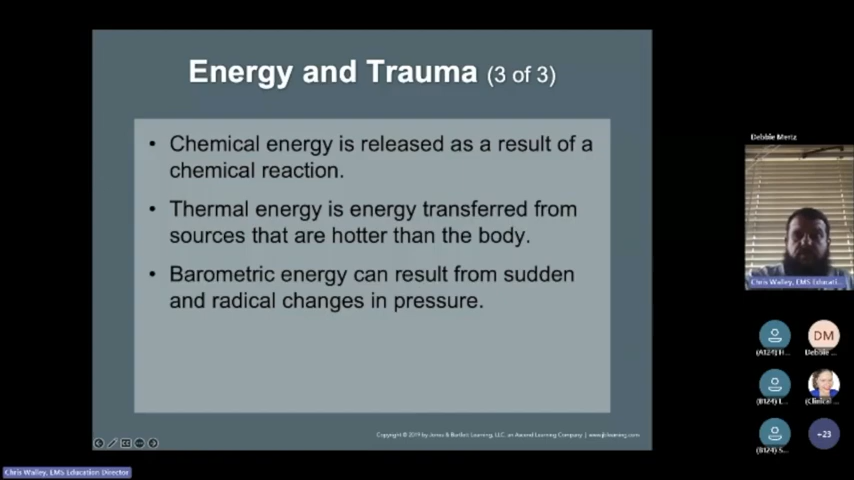 Energy and Trauma (3 of 3)
• Chemical energy is released as a result of a
chemical reaction.
• Thermal energy is energy transferred from
sources that are hotter than the body.
• Barometric energy can result from sudden
and radical changes in pressure.
Copyright © 2019 by Jones & Bartlett Learning, LLC, an Ascend Learning Company | www.jblearning.com
Debbie Mertz
Chris Walley, EMS Educati...
DM
(A124) H...
Debbie ...
(B124) L...
(Clinical ...
+23
(B124) S...
Chris Walley, EMS Education Director